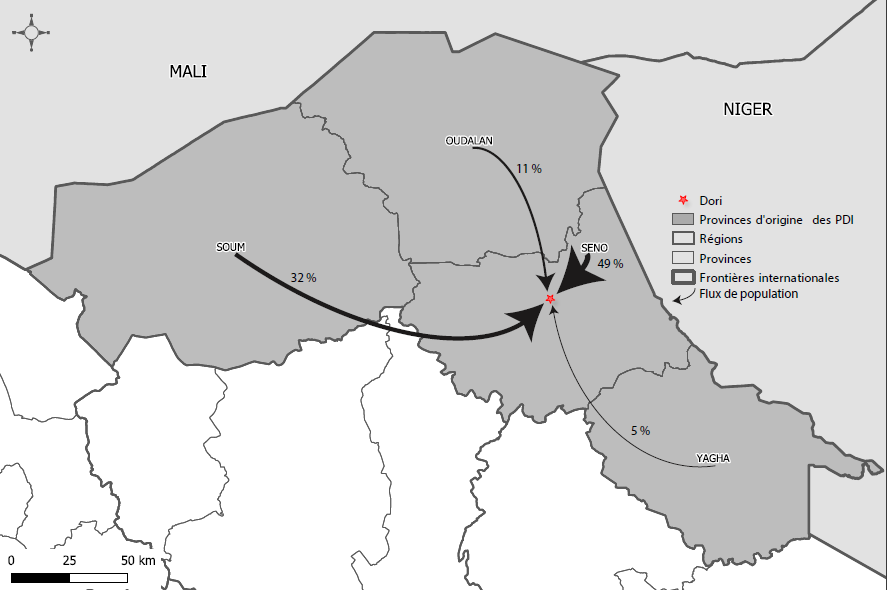 MALI
NIGER
OUDALAN
11 %
Dori
Provinces d'origine des PDI
Régions
Provinces
Frontières internationales
Flux de population
SOUM
32 %
SENO
49 %
5 %
YAGHA
0 25 50 km